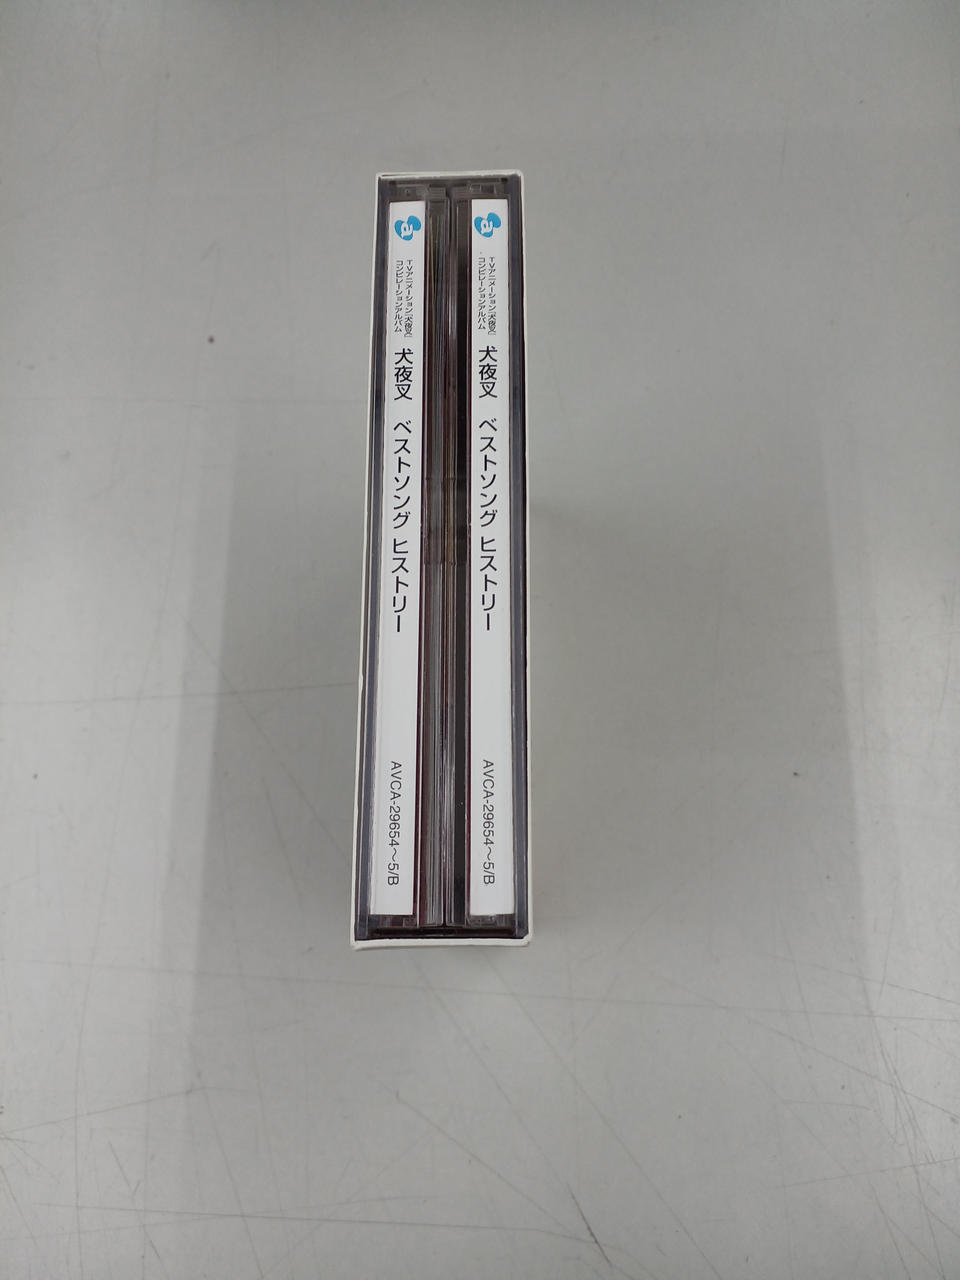 a
TVアニメーション「犬夜叉」
コンピレーションアルバム
犬夜叉 ベストソング ヒストリー
AVCA-29654〜5/B
a
TVアニメーション「犬夜叉」
コンピレーションアルバム
犬夜叉 ベストソング ヒストリー
AVCA-29654〜5/B